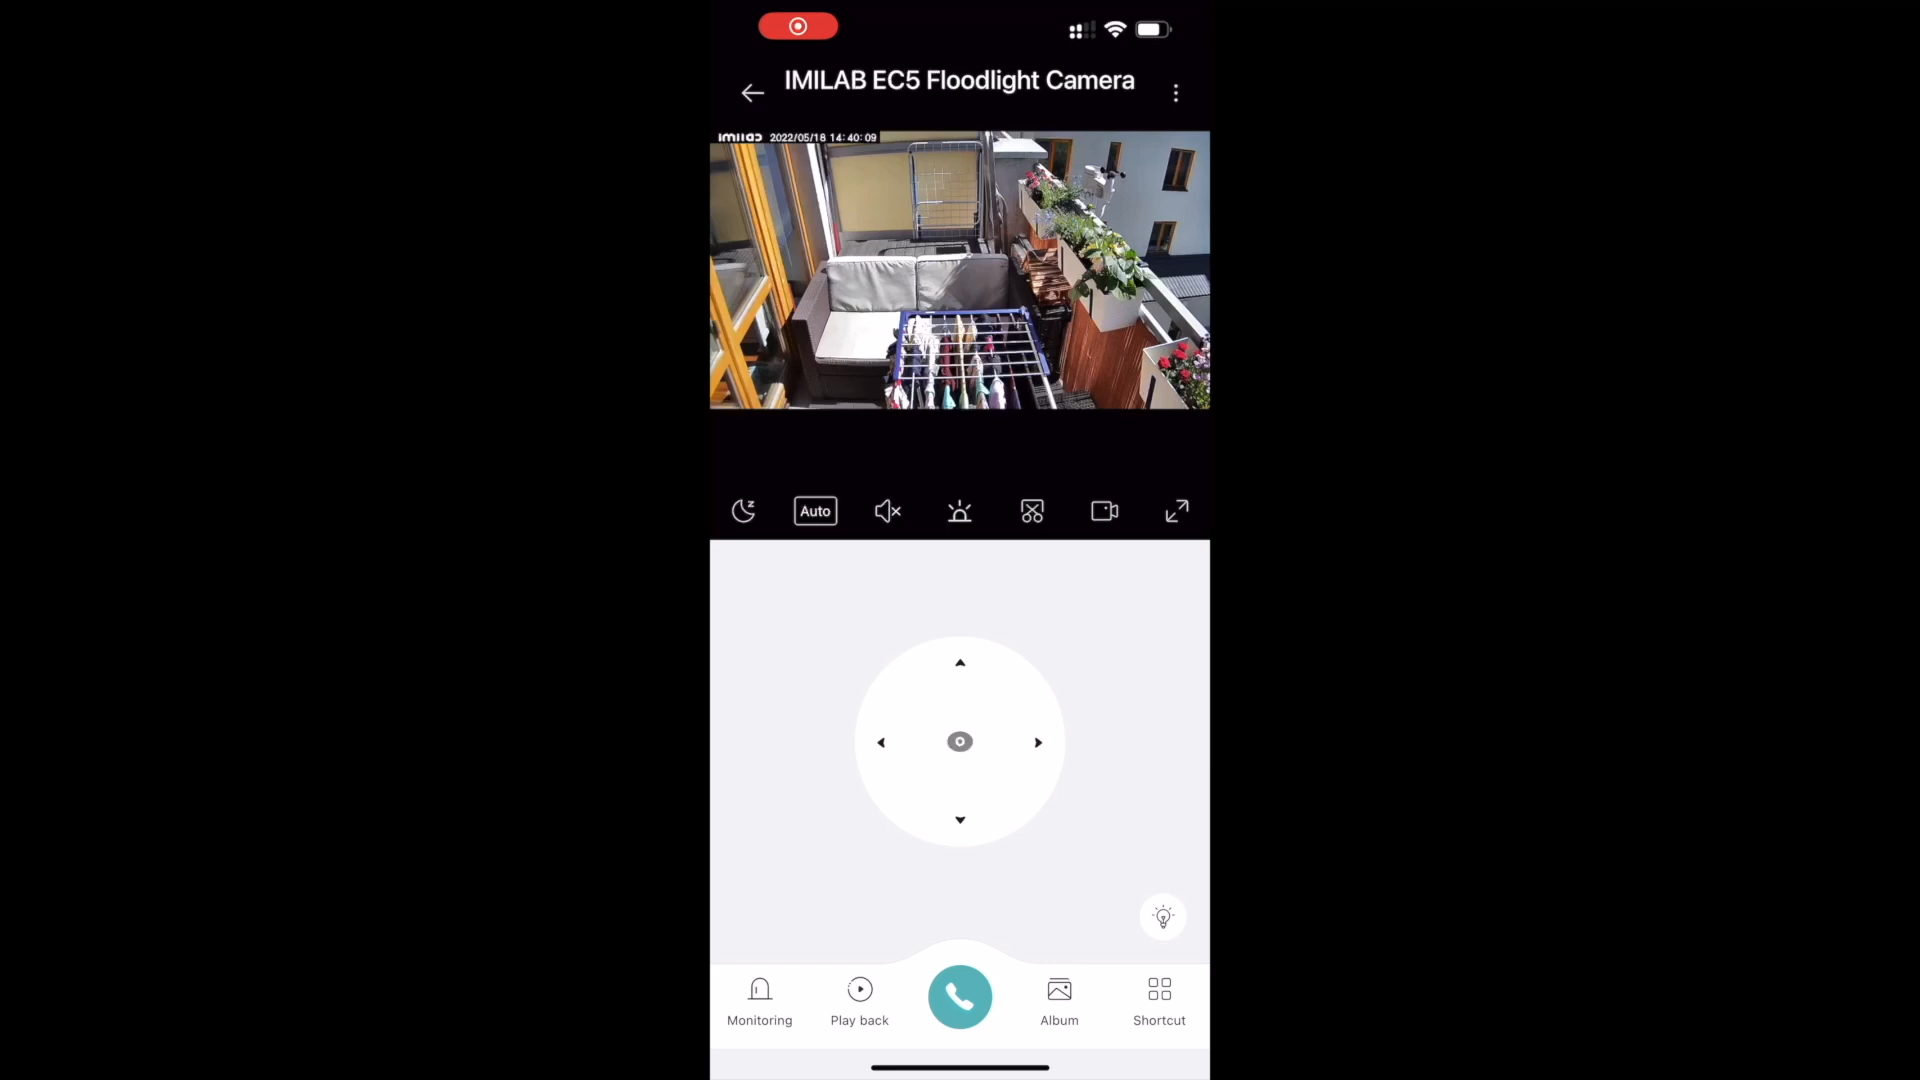 IMILAB EC5 Floodlight Camera
imilab 2022/05/18 14:40:09
Auto
Monitoring
Play back
Album
Shortcut